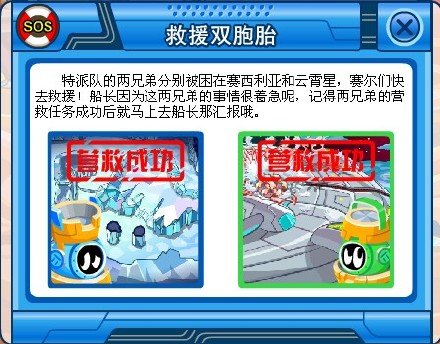 SOS
救援双胞胎
特派队的两兄弟分别被困在赛西利亚和云霄星，赛尔们快
去救援！船长因为这两兄弟的事情很着急呢，记得两兄弟的营
救任务成功后就马上去船长那汇报哦。
营救成功
营救成功